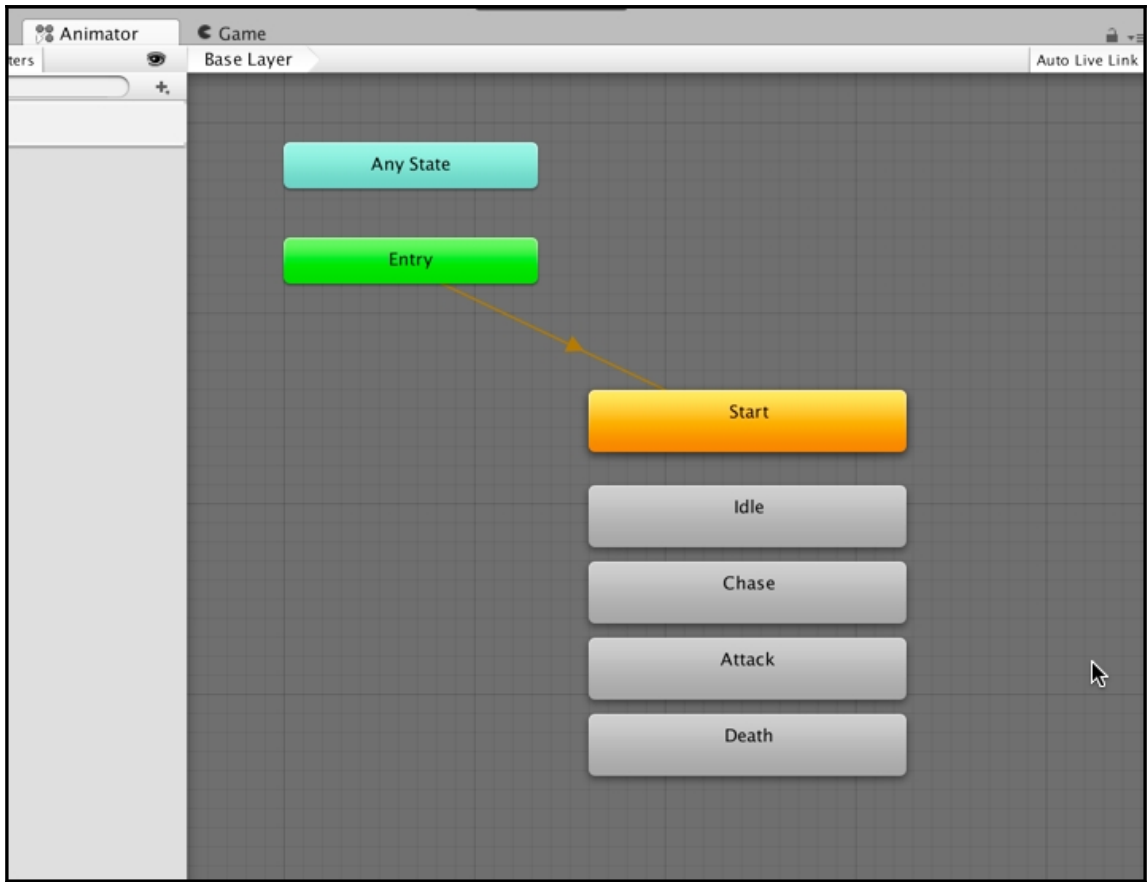 Animator
Game
ters
Base Layer
Auto Live Link
Any State
Entry
Start
Idle
Chase
Attack
Death